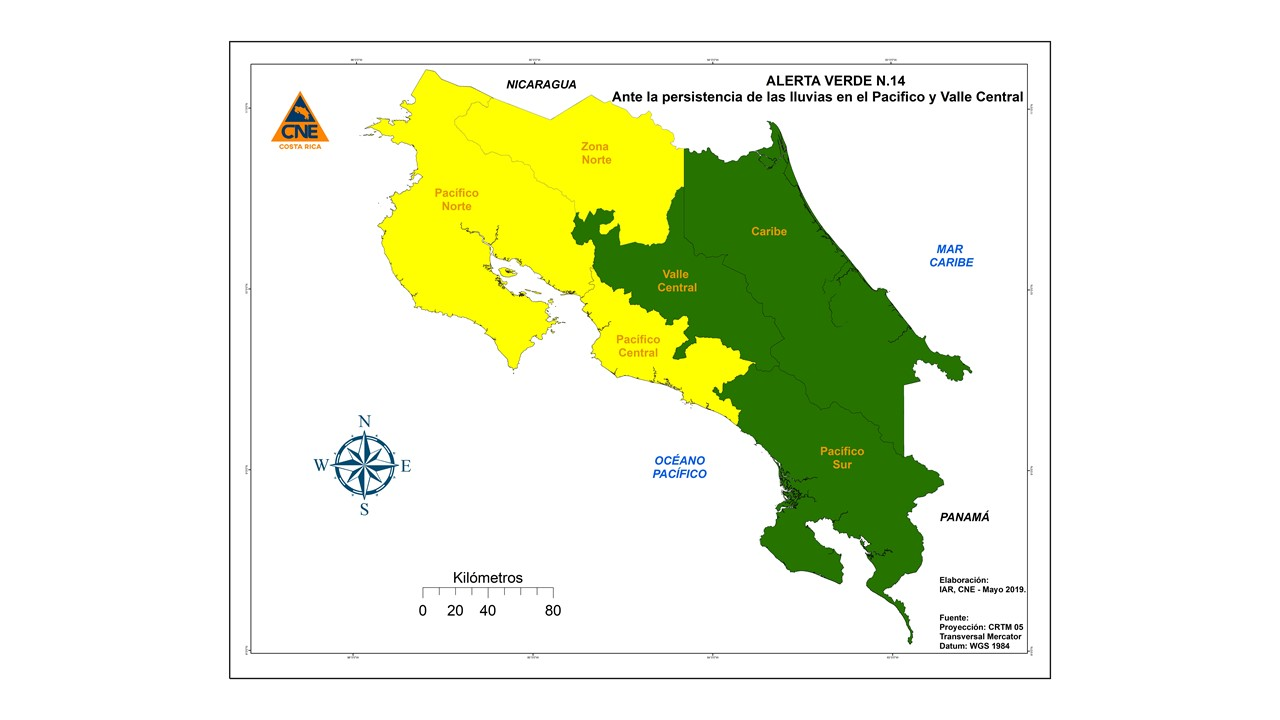 ALERTA VERDE N.14
Ante la persistencia de las lluvias en el Pacifico y Valle Central
NICARAGUA
CNE
COSTA RICA
Zona
Norte
Pacífico
Norte
Caribe
MAR
CARIBE
Valle
Central
Pacífico
Central
N
W
E
S
OCÉANO
PACÍFICO
Pacífico
Sur
PANAMÁ
Kilómetros
0 20 40 80
Elaboración:
IAR, CNE - Mayo 2019.
Fuente:
Proyección: CRTM 05
Transversal Mercator
Datum: WGS 1984